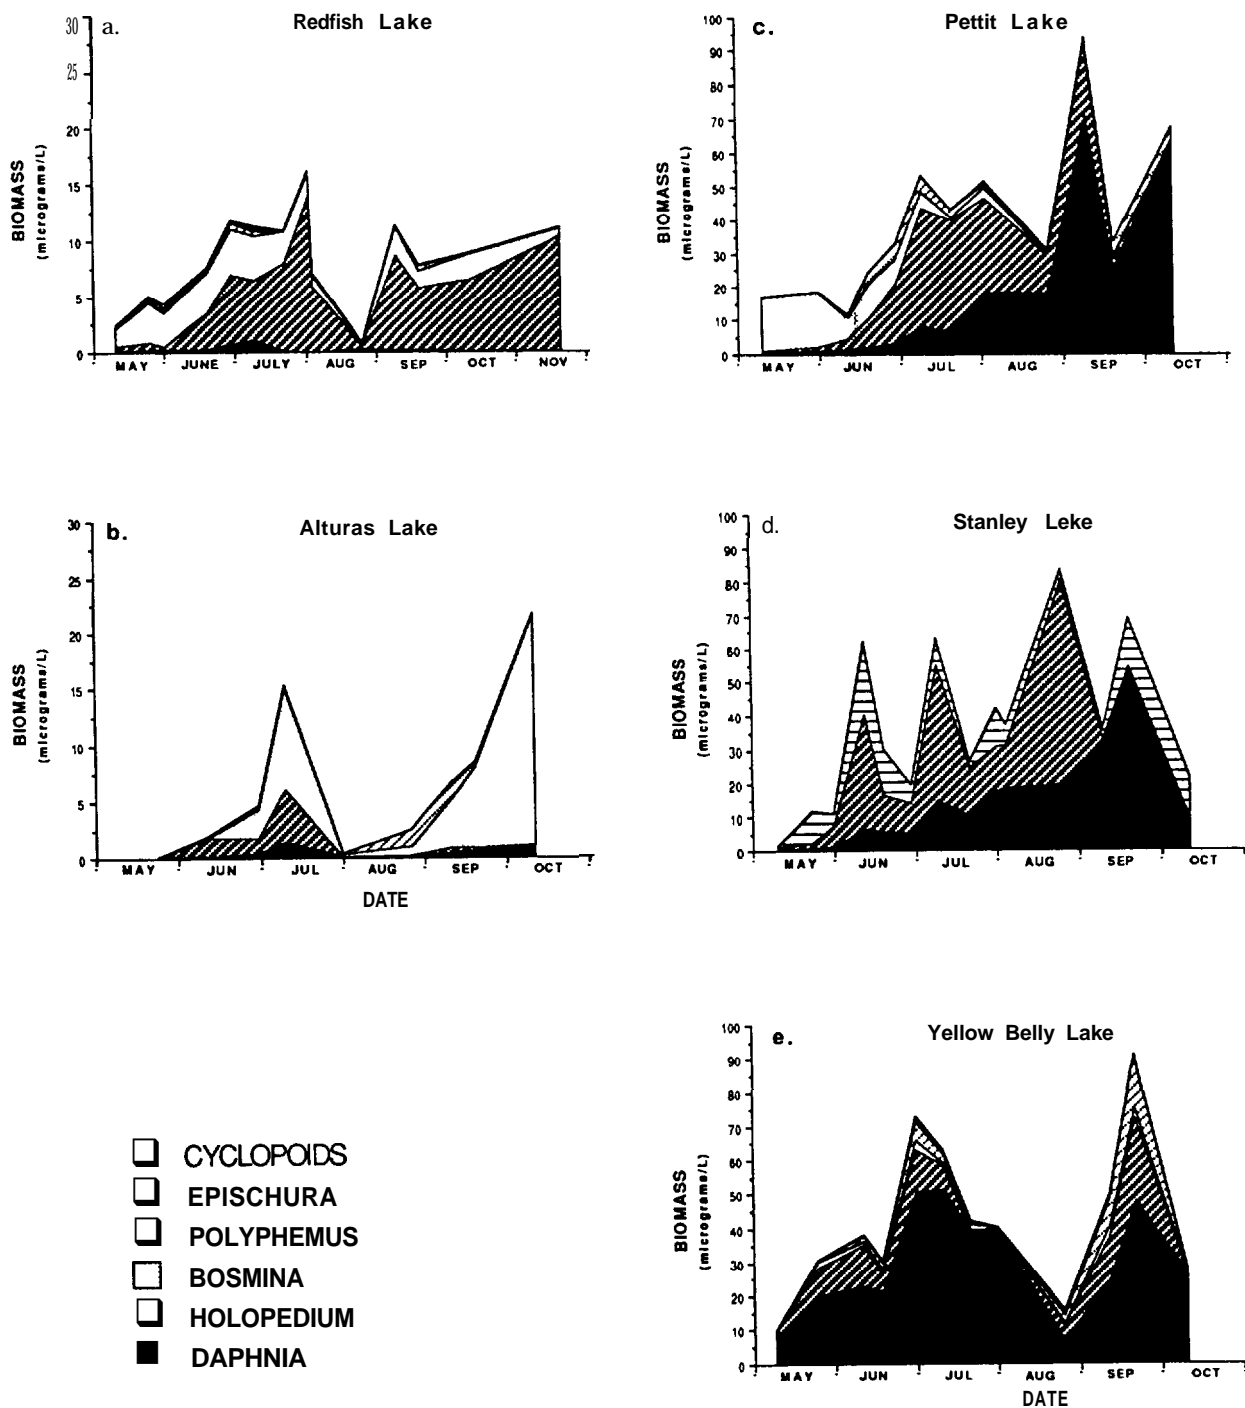 a.
Redfish Lake
30
25
20
15
10
5
0
BIOMASS
(micrograms/L)
MAY JUNE JULY AUG SEP OCT NOV
c.
Pettit Lake
100
90
80
70
60
50
40
30
20
10
0
BIOMASS
(micrograms/L)
MAY JUN JUL AUG SEP OCT
b.
Alturas Lake
30
25
20
15
10
5
0
BIOMASS
(micrograms/L)
MAY JUN JUL AUG SEP OCT
DATE
d.
Stanley Leke
100
90
80
70
60
50
40
30
20
10
0
BIOMASS
(micrograms/L)
MAY JUN JUL AUG SEP OCT
e.
Yellow Belly Lake
100
90
80
70
60
50
40
30
20
10
0
BIOMASS
(micrograms/L)
MAY JUN JUL AUG SEP OCT
DATE
CYCLOPOIDS
EPISCHURA
POLYPHEMUS
BOSMINA
HOLOPEDIUM
DAPHNIA